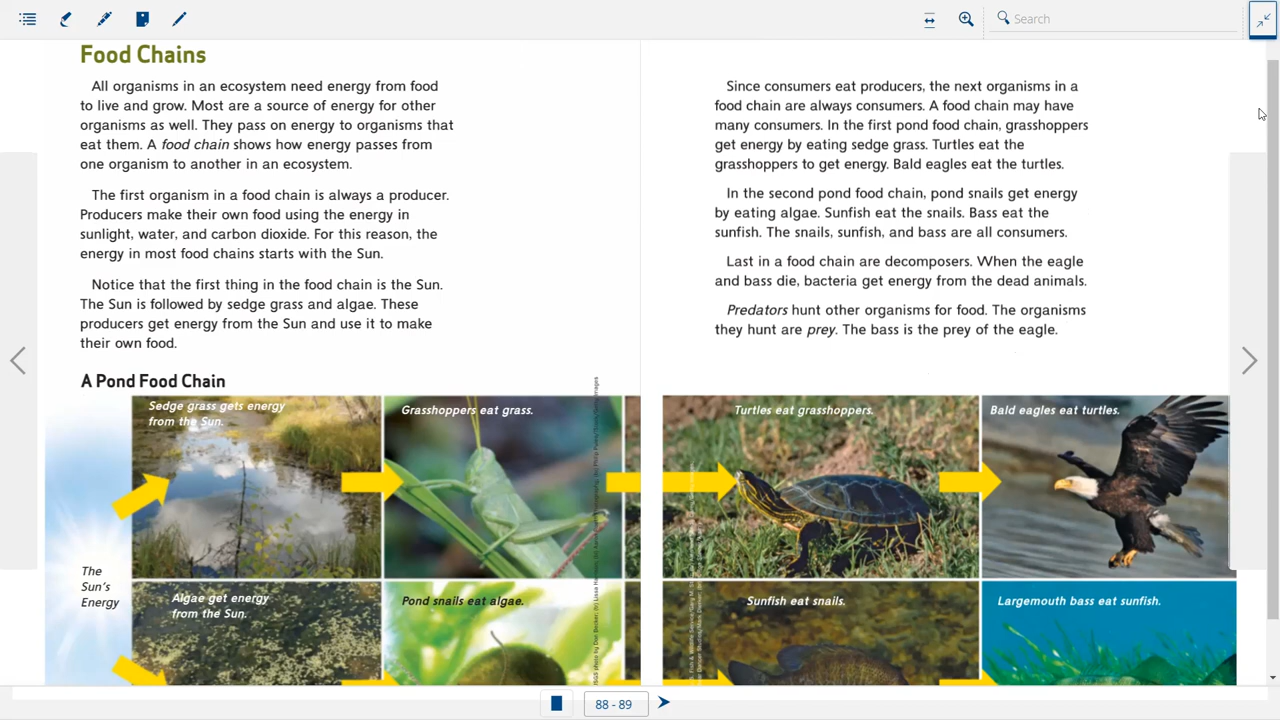 Search
Food Chains
All organisms in an ecosystem need energy from food
to live and grow. Most are a source of energy for other
organisms as well. They pass on energy to organisms that
eat them. A food chain shows how energy passes from
one organism to another in an ecosystem.
The first organism in a food chain is always a producer.
Producers make their own food using the energy in
sunlight, water, and carbon dioxide. For this reason, the
energy in most food chains starts with the Sun.
Notice that the first thing in the food chain is the Sun.
The Sun is followed by sedge grass and algae. These
producers get energy from the Sun and use it to make
their own food.
Since consumers eat producers, the next organisms in a
food chain are always consumers. A food chain may have
many consumers. In the first pond food chain, grasshoppers
get energy by eating sedge grass. Turtles eat the
grasshoppers to get energy. Bald eagles eat the turtles.
In the second pond food chain, pond snails get energy
by eating algae. Sunfish eat the snails. Bass eat the
sunfish. The snails, sunfish, and bass are all consumers.
Last in a food chain are decomposers. When the eagle
and bass die, bacteria get energy from the dead animals.
Predators hunt other organisms for food. The organisms
they hunt are prey. The bass is the prey of the eagle.
A Pond Food Chain
Sedge grass gets energy
from the Sun.
Grasshoppers eat grass.
Turtles eat grasshoppers.
Bald eagles eat turtles.
The
Sun's
Energy
Algae get energy
from the Sun.
Pond snails eat algae.
Sunfish eat snails.
Largemouth bass eat sunfish.
88 - 89